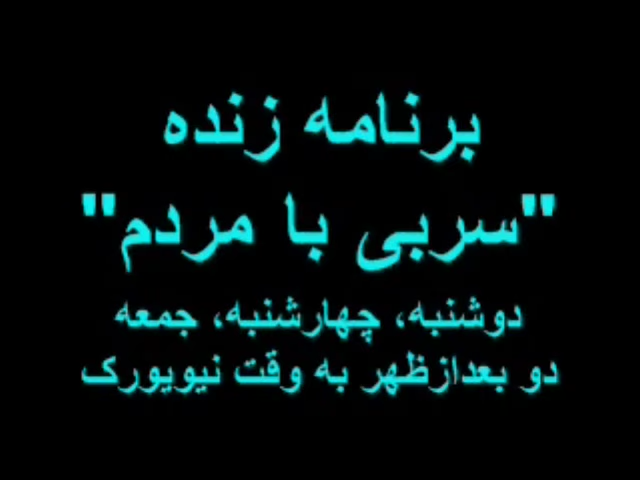 برنامه زنده
"سربی با مردم"
دوشنبه، چهارشنبه، جمعه
دو بعدازظهر به وقت نیویورک